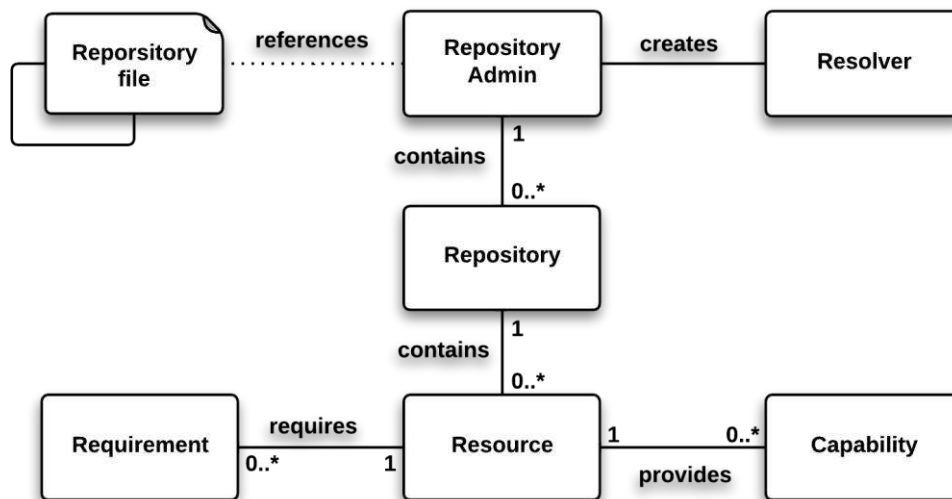 Reporsitory
file
references
Repository
Admin
creates
Resolver
1
contains
0..*
Repository
1
contains
0..*
Requirement
requires
0..*
1
Resource
1
0..*
provides
Capability